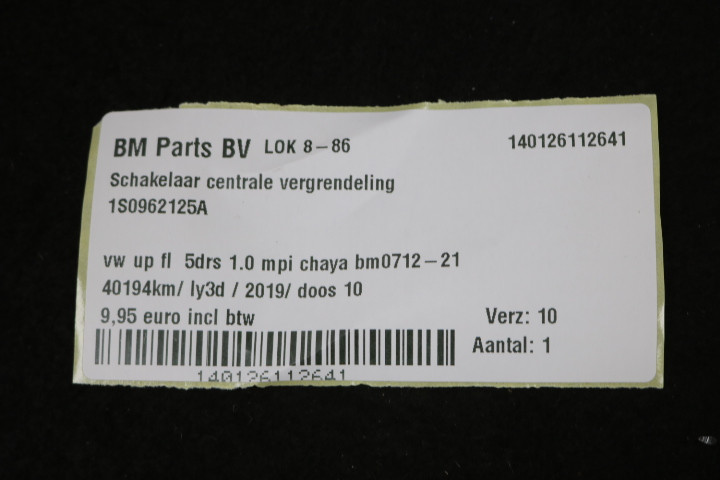 BM Parts BV LOK 8-86 140126112641
Schakelaar centrale vergrendeling
1S0962125A
vw up fl 5drs 1.0 mpi chaya bm0712-21
40194km/ ly3d / 2019/ doos 10
9,95 euro incl btw Verz: 10
Aantal: 1
140126112641